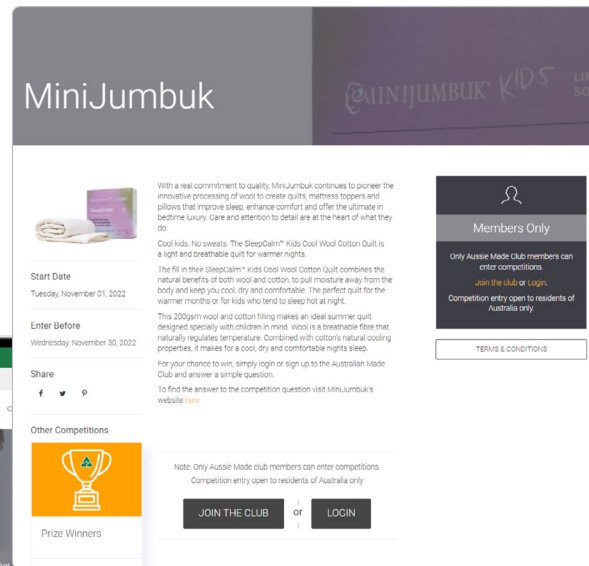 MiniJumbuk
MINIJUMBUK™ KIDS
With a real commitment to quality, MiniJumbuk continues to pioneer the
innovative processing of wool to create quilts, mattress toppers and
pillows that improve sleep, enhance comfort and offer the ultimate in
bedtime luxury. Care and attention to detail are at the heart of what they
do.
Cool kids. No sweats. The SleepCalm™ Kids Cool Wool Cotton Quilt is
a light and breathable quilt for warmer nights.
The fill in their SleepCalm™ Kids Cool Wool Cotton Quilt combines the
natural benefits of both wool and cotton, to pull moisture away from the
body and keep you cool, dry and comfortable. The perfect quilt for the
warmer months or for kids who tend to sleep hot at night.
This 200gsm wool and cotton filling makes an ideal summer quilt
designed specially with children in mind. Wool is a breathable fibre that
naturally regulates temperature. Combined with cotton's natural cooling
properties, it makes for a cool, dry and comfortable nights sleep.
For your chance to win, simply login or sign up to the Australian Made
Club and answer a simple question.
To find the answer to the competition question visit MiniJumbuk's
website here
Start Date
Tuesday, November 01, 2022
Enter Before
Wednesday, November 30, 2022
Share
Other Competitions
Prize Winners
Note: Only Aussie Made club members can enter competitions.
Competition entry open to residents of Australia only
JOIN THE CLUB or LOGIN
Members Only
Only Aussie Made Club members can
enter competitions.
Join the club or Login.
Competition entry open to residents of
Australia only
TERMS & CONDITIONS